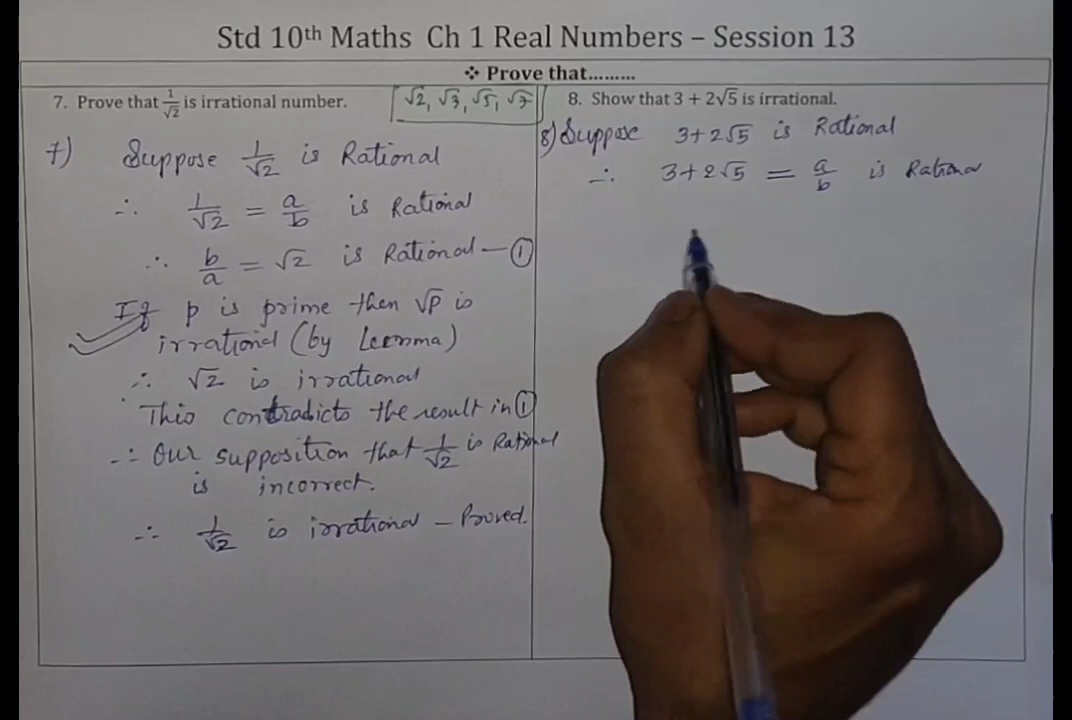 Std 10th Maths Ch 1 Real Numbers – Session 13
❖ Prove that.........
7. Prove that 1/√2 is irrational number.
√2, √3, √5, √7
7) Suppose 1/√2 is Rational
∴ 1/√2 = a/b is Rational
∴ b/a = √2 is Rational — ①
If p is prime then √p is
irrational (by Lemma)
∴ √2 is irrational
This contradicts the result in ①
∴ Our supposition that 1/√2 is Rational
is incorrect.
∴ 1/√2 is irrational – Proved.
8. Show that 3 + 2√5 is irrational.
8) Suppose 3+2√5 is Rational
∴ 3+2√5 = a/b is Rational